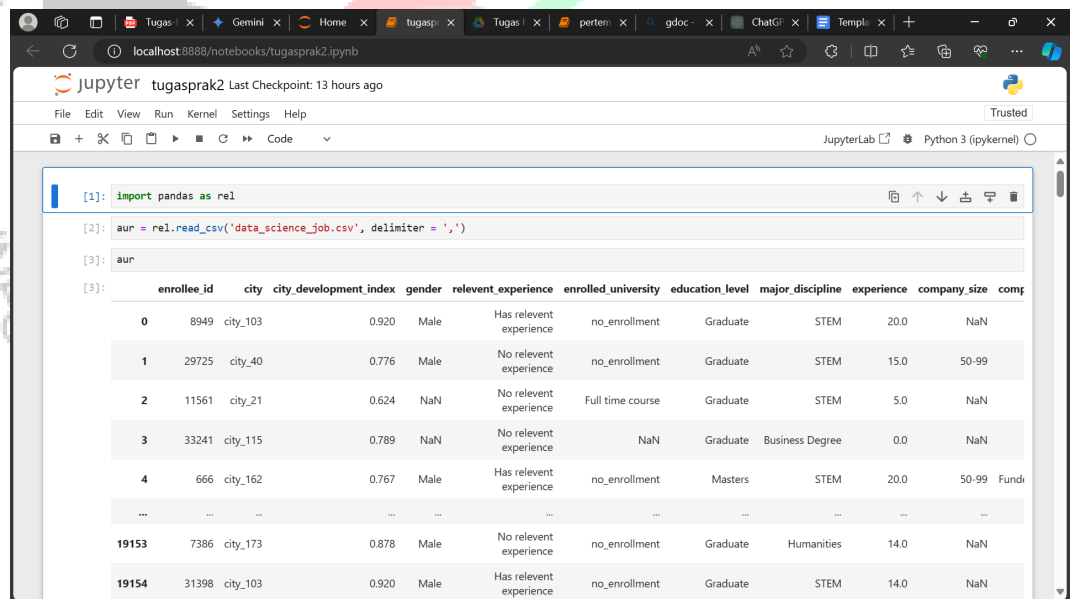 Tugas-F Gemini Home tugaspr Tugas F pertem gdoc - ChatGP Templa
localhost:8888/notebooks/tugasprak2.ipynb
jupyter tugasprak2 Last Checkpoint: 13 hours ago
File Edit View Run Kernel Settings Help Trusted
Code JupyterLab Python 3 (ipykernel)
[1]: import pandas as rel
[2]: aur = rel.read_csv('data_science_job.csv', delimiter = ',')
[3]: aur
[3]: enrollee_id city city_development_index gender relevent_experience enrolled_university education_level major_discipline experience company_size comp
0 8949 city_103 0.920 Male Has relevent experience no_enrollment Graduate STEM 20.0 NaN
1 29725 city_40 0.776 Male No relevent experience no_enrollment Graduate STEM 15.0 50-99
2 11561 city_21 0.624 NaN No relevent experience Full time course Graduate STEM 5.0 NaN
3 33241 city_115 0.789 NaN No relevent experience NaN Graduate Business Degree 0.0 NaN
4 666 city_162 0.767 Male Has relevent experience no_enrollment Masters STEM 20.0 50-99 Funde
... ... ... ... ... ... ... ... ... ... ...
19153 7386 city_173 0.878 Male No relevent experience no_enrollment Graduate Humanities 14.0 NaN
19154 31398 city_103 0.920 Male Has relevent experience no_enrollment Graduate STEM 14.0 NaN